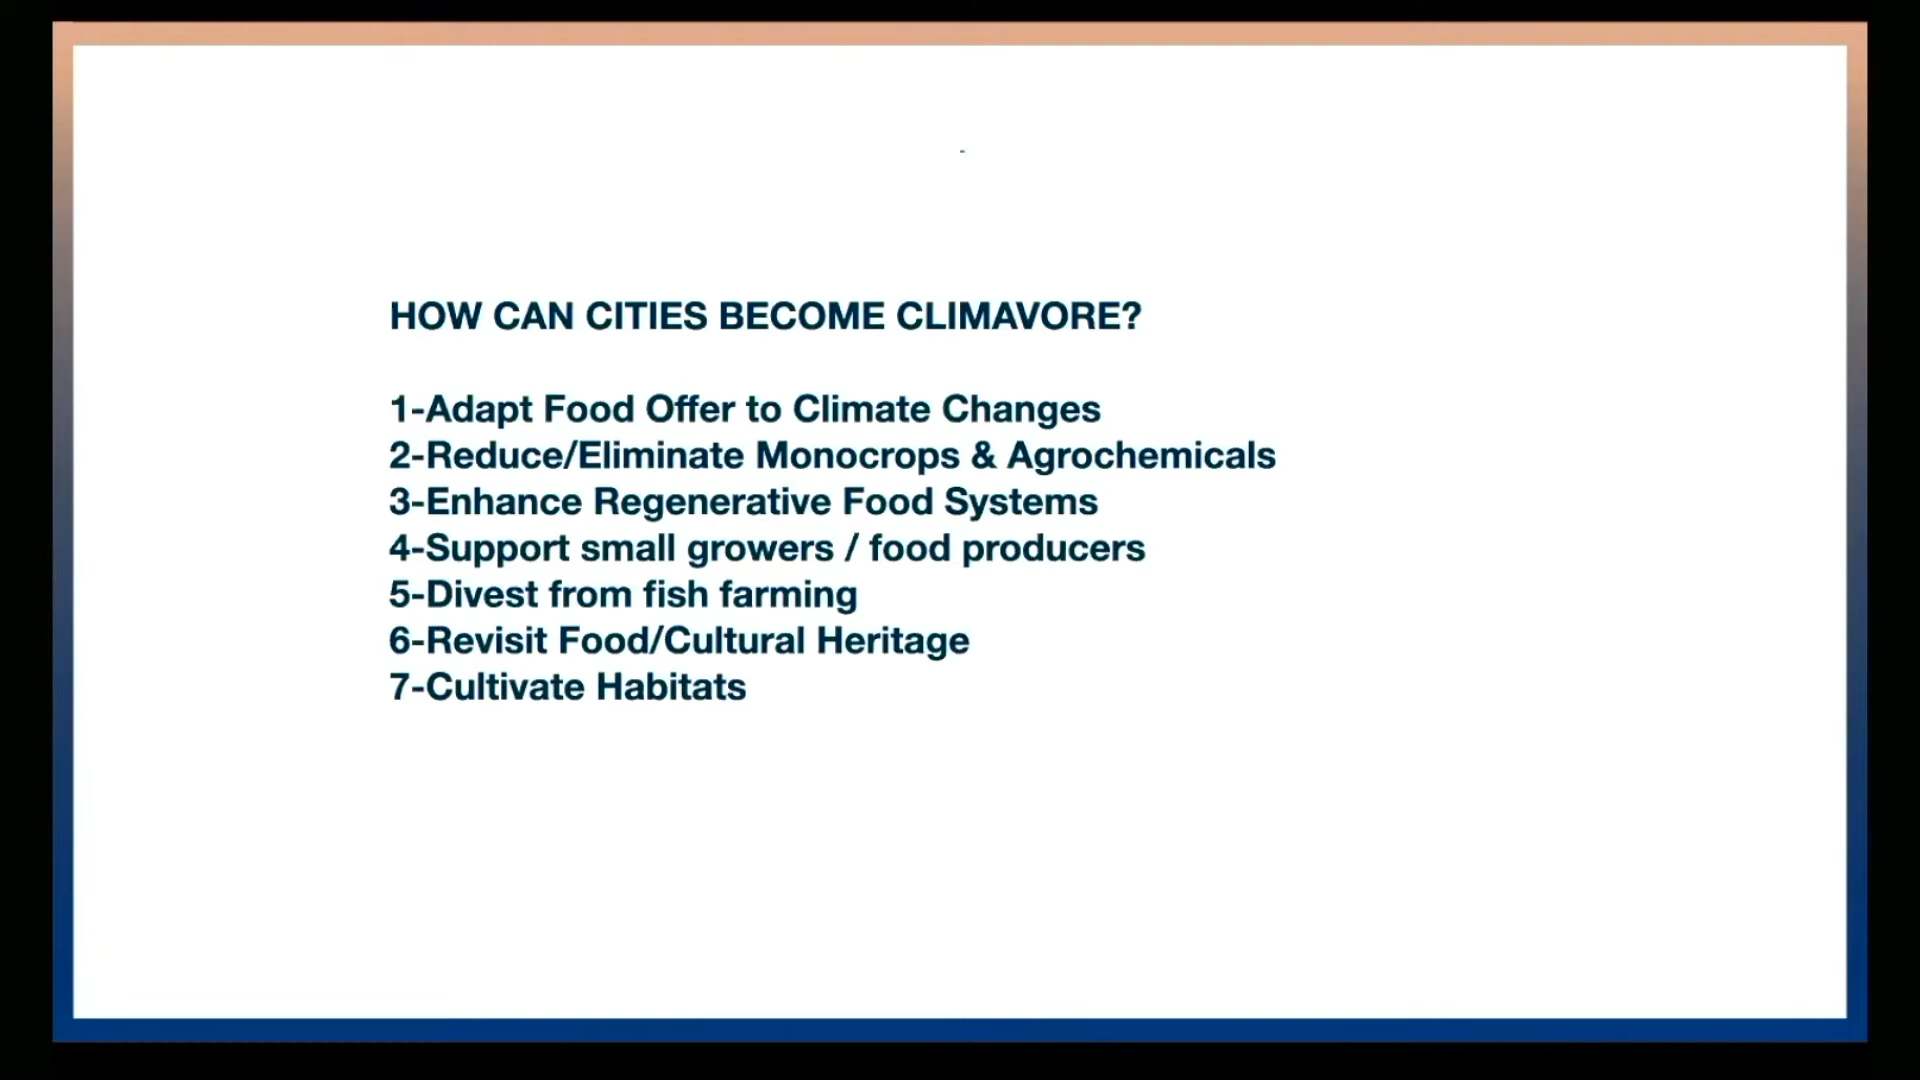 HOW CAN CITIES BECOME CLIMAVORE?
1-Adapt Food Offer to Climate Changes
2-Reduce/Eliminate Monocrops & Agrochemicals
3-Enhance Regenerative Food Systems
4-Support small growers / food producers
5-Divest from fish farming
6-Revisit Food/Cultural Heritage
7-Cultivate Habitats